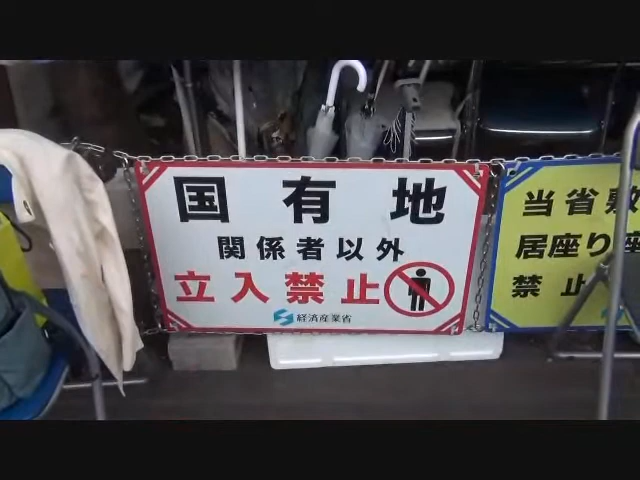 国有地
関係者以外
立入禁止
経済産業省
当省敷
居座り
禁止